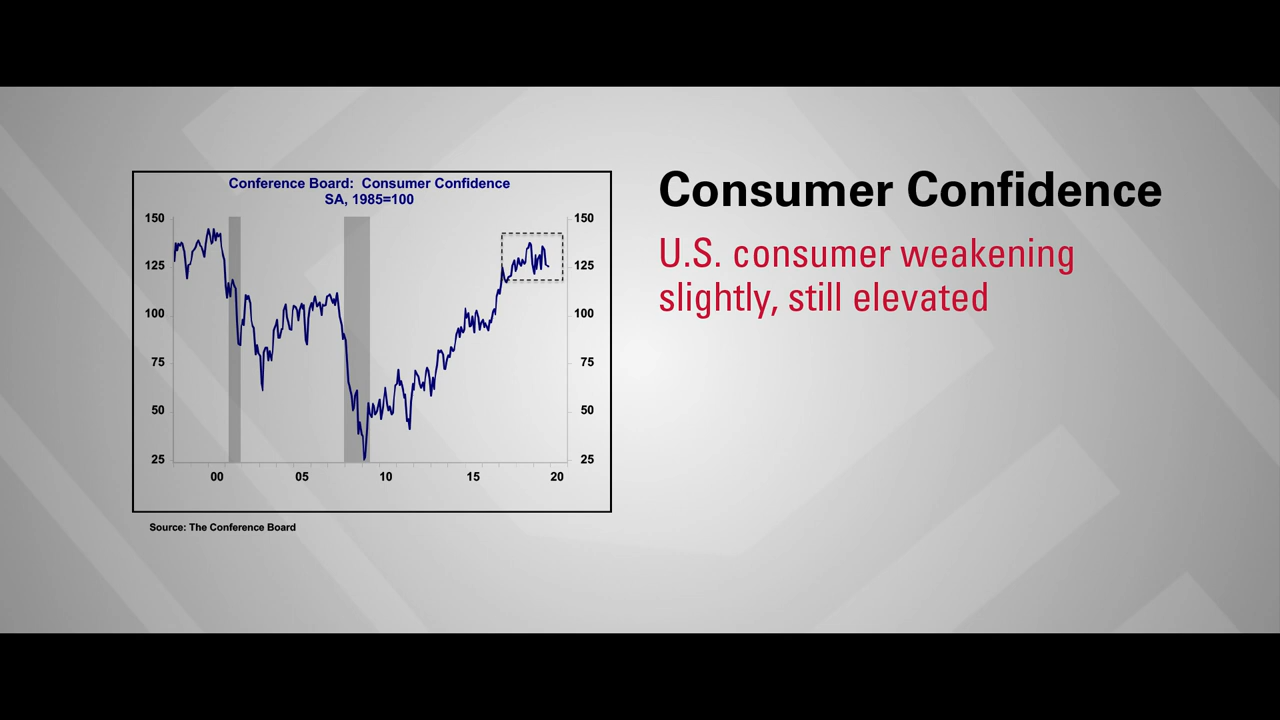 Conference Board: Consumer Confidence
SA, 1985=100
150 150
125 125
100 100
75 75
50 50
25 25
00 05 10 15 20
Source: The Conference Board
Consumer Confidence
U.S. consumer weakening
slightly, still elevated